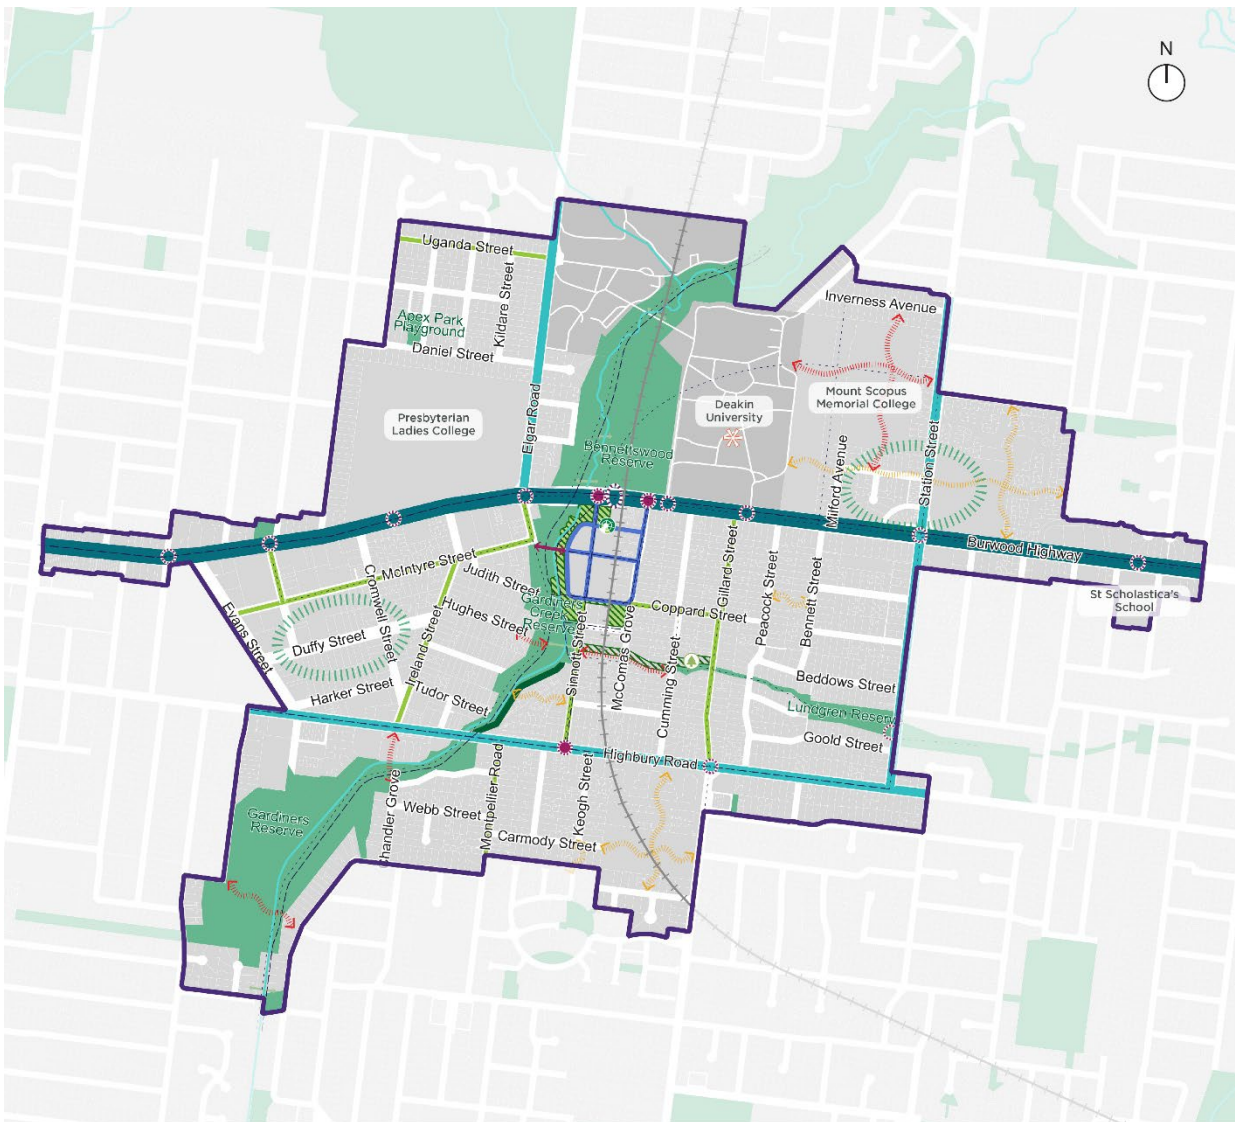 N
Uganda Street
Kildare Street
Apex Park
Playground
Daniel Street
Inverness Avenue
Presbyterian
Ladies College
Elgar Road
Deakin
University
Mount Scopus
Memorial College
Bennettswood
Reserve
Milford Avenue
Station Street
Burwood Highway
McIntyre Street
Cromwell Street
Judith Street
Gardiners
Creek
Reserve
Hughes Street
Evans Street
Duffy Street
Ireland Street
Harker Street
Tudor Street
Sinnott Street
McComas Grove
Coppard Street
Cumming Street
Gillard Street
Peacock Street
Bennett Street
St Scholastica's
School
Beddows Street
Lundgren Reserve
Goold Street
Highbury Road
Gardiners
Reserve
Chandler Grove
Webb Street
Montpellier Road
Keogh Street
Carmody Street